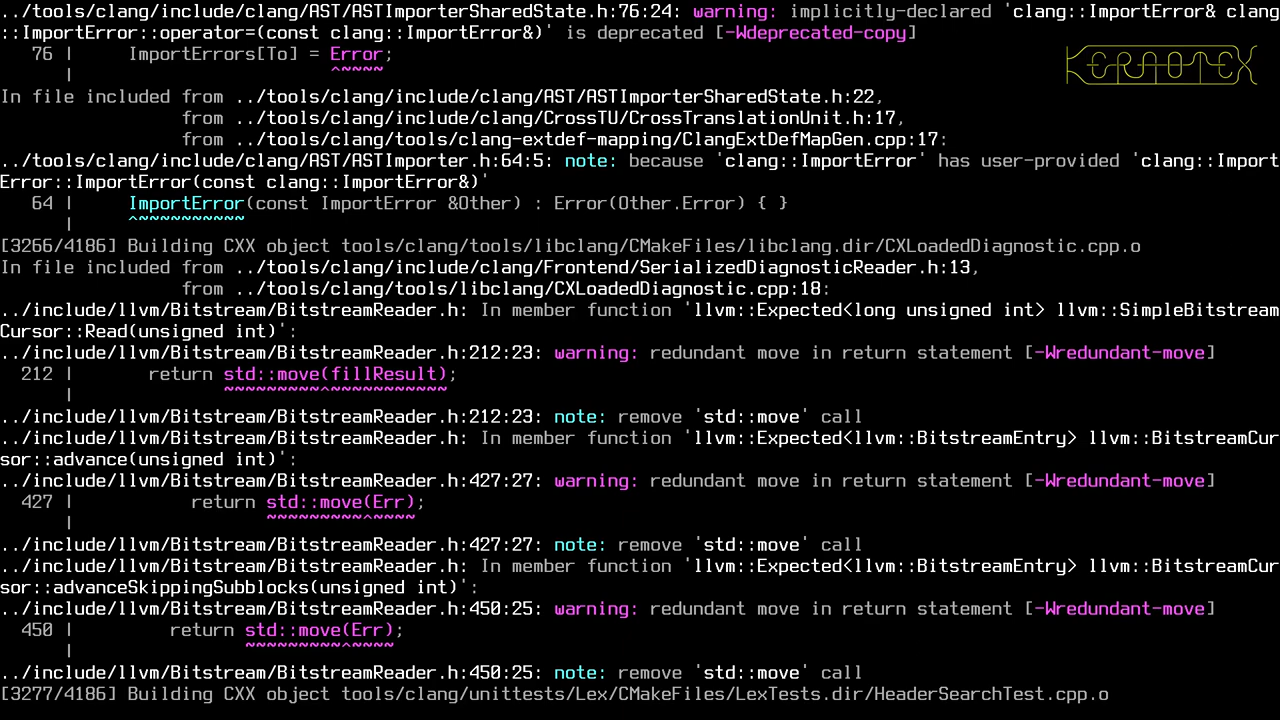 ../tools/clang/include/clang/AST/ASTImporterSharedState.h:76:24: warning: implicitly-declared 'clang::ImportError& clang
::ImportError::operator=(const clang::ImportError&)' is deprecated [-Wdeprecated-copy]
   76 |     ImportErrors[To] = Error;
      |                        ^~~~~
KERNOTEX
In file included from ../tools/clang/include/clang/AST/ASTImporterSharedState.h:22,
                 from ../tools/clang/include/clang/CrossTU/CrossTranslationUnit.h:17,
                 from ../tools/clang/tools/clang-extdef-mapping/ClangExtDefMapGen.cpp:17:
../tools/clang/include/clang/AST/ASTImporter.h:64:5: note: because 'clang::ImportError' has user-provided 'clang::Import
Error::ImportError(const clang::ImportError&)'
   64 |     ImportError(const ImportError &Other) : Error(Other.Error) { }
      |     ^~~~~~~~~~~
[3266/4186] Building CXX object tools/clang/tools/libclang/CMakeFiles/libclang.dir/CXLoadedDiagnostic.cpp.o
In file included from ../tools/clang/include/clang/Frontend/SerializedDiagnosticReader.h:13,
                 from ../tools/clang/tools/libclang/CXLoadedDiagnostic.cpp:18:
../include/llvm/Bitstream/BitstreamReader.h: In member function 'llvm::Expected<long unsigned int> llvm::SimpleBitstream
Cursor::Read(unsigned int)':
../include/llvm/Bitstream/BitstreamReader.h:212:23: warning: redundant move in return statement [-Wredundant-move]
  212 |       return std::move(fillResult);
      |              ~~~~~~~~~^~~~~~~~~~~~
../include/llvm/Bitstream/BitstreamReader.h:212:23: note: remove 'std::move' call
../include/llvm/Bitstream/BitstreamReader.h: In member function 'llvm::Expected<llvm::BitstreamEntry> llvm::BitstreamCur
sor::advance(unsigned int)':
../include/llvm/Bitstream/BitstreamReader.h:427:27: warning: redundant move in return statement [-Wredundant-move]
  427 |           return std::move(Err);
      |                  ~~~~~~~~~^~~~~
../include/llvm/Bitstream/BitstreamReader.h:427:27: note: remove 'std::move' call
../include/llvm/Bitstream/BitstreamReader.h: In member function 'llvm::Expected<llvm::BitstreamEntry> llvm::BitstreamCur
sor::advanceSkippingSubblocks(unsigned int)':
../include/llvm/Bitstream/BitstreamReader.h:450:25: warning: redundant move in return statement [-Wredundant-move]
  450 |         return std::move(Err);
      |                ~~~~~~~~~^~~~~
../include/llvm/Bitstream/BitstreamReader.h:450:25: note: remove 'std::move' call
[3277/4186] Building CXX object tools/clang/unittests/Lex/CMakeFiles/LexTests.dir/HeaderSearchTest.cpp.o